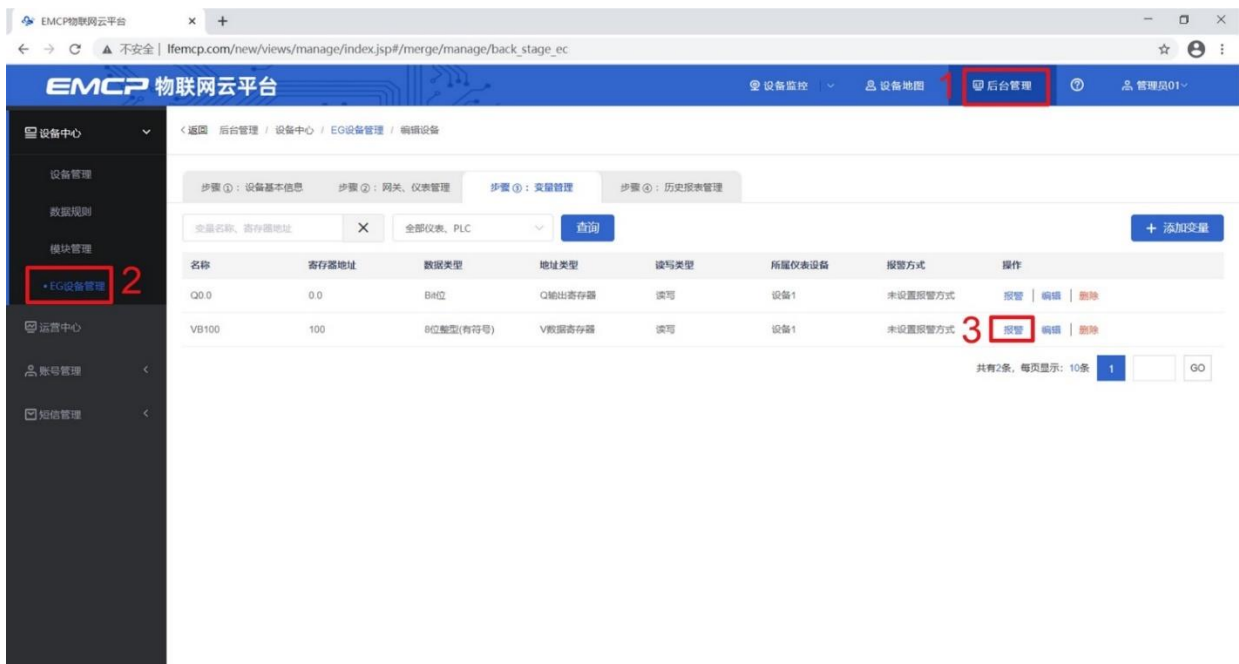 EMCP物联网云平台
不安全 | lfemcp.com/new/views/manage/index.jsp#/merge/manage/back_stage_ec
EMCP 物联网云平台 设备监控 设备地图 1 后台管理 管理员01
设备中心 <返回 后台管理 / 设备中心 / EG设备管理 / 编辑设备
设备管理
步骤①:设备基本信息 步骤②:网关、仪表管理 步骤③:变量管理 步骤④:历史报表管理
数据规则
变量名称、寄存器地址 X 全部仪表、PLC 查询 + 添加变量
模块管理
名称 寄存器地址 数据类型 地址类型 读写类型 所属仪表设备 报警方式 操作
•EG设备管理 2
Q0.0 0.0 Bit位 Q输出寄存器 读写 设备1 未设置报警方式 报警 | 编辑 | 删除
运营中心
VB100 100 8位整型(有符号) V数据寄存器 读写 设备1 未设置报警方式 3 报警 编辑 | 删除
账号管理
共有2条,每页显示:10条 1 GO
短信管理